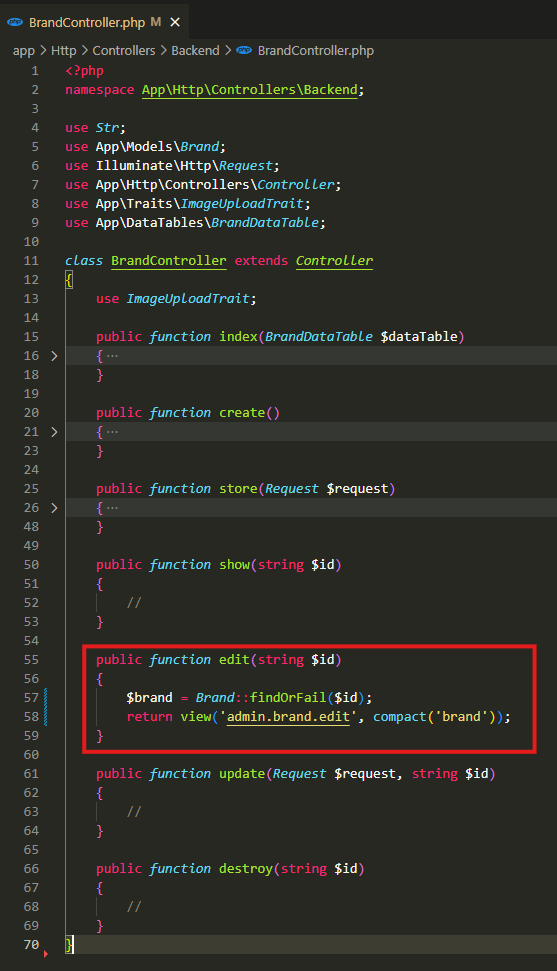 BrandController.php M
app > Http > Controllers > Backend > BrandController.php
1 <?php
2 namespace App\Http\Controllers\Backend;
3
4 use Str;
5 use App\Models\Brand;
6 use Illuminate\Http\Request;
7 use App\Http\Controllers\Controller;
8 use App\Traits\ImageUploadTrait;
9 use App\DataTables\BrandDataTable;
10
11 class BrandController extends Controller
12 {
13     use ImageUploadTrait;
14
15     public function index(BrandDataTable $dataTable)
16     { ···
18     }
19
20     public function create()
21     { ···
23     }
24
25     public function store(Request $request)
26     { ···
48     }
49
50     public function show(string $id)
51     {
52         //
53     }
54
55     public function edit(string $id)
56     {
57         $brand = Brand::findOrFail($id);
58         return view('admin.brand.edit', compact('brand'));
59     }
60
61     public function update(Request $request, string $id)
62     {
63         //
64     }
65
66     public function destroy(string $id)
67     {
68         //
69     }
70 }